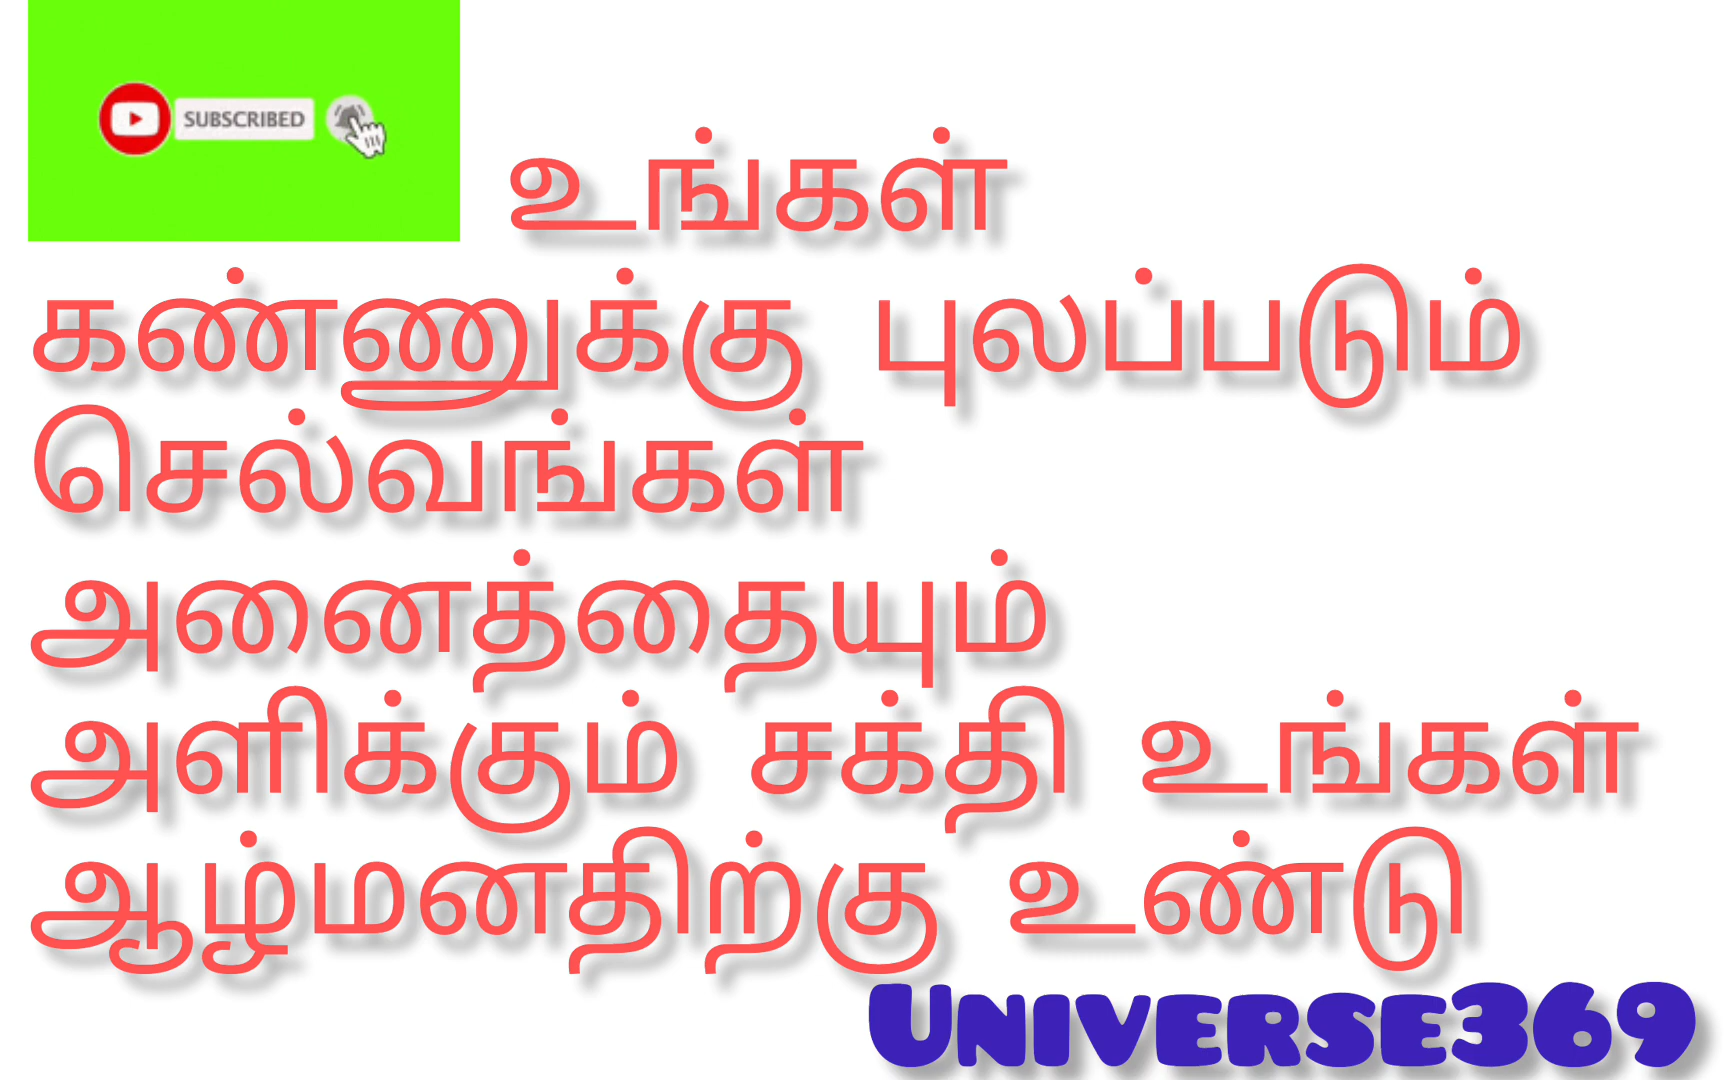 SUBSCRIBED
உங்கள்
கண்ணுக்கு புலப்படும்
செல்வங்கள்
அனைத்தையும்
அளிக்கும் சக்தி உங்கள்
ஆழ்மனதிற்கு உண்டு
UNIVERSE369